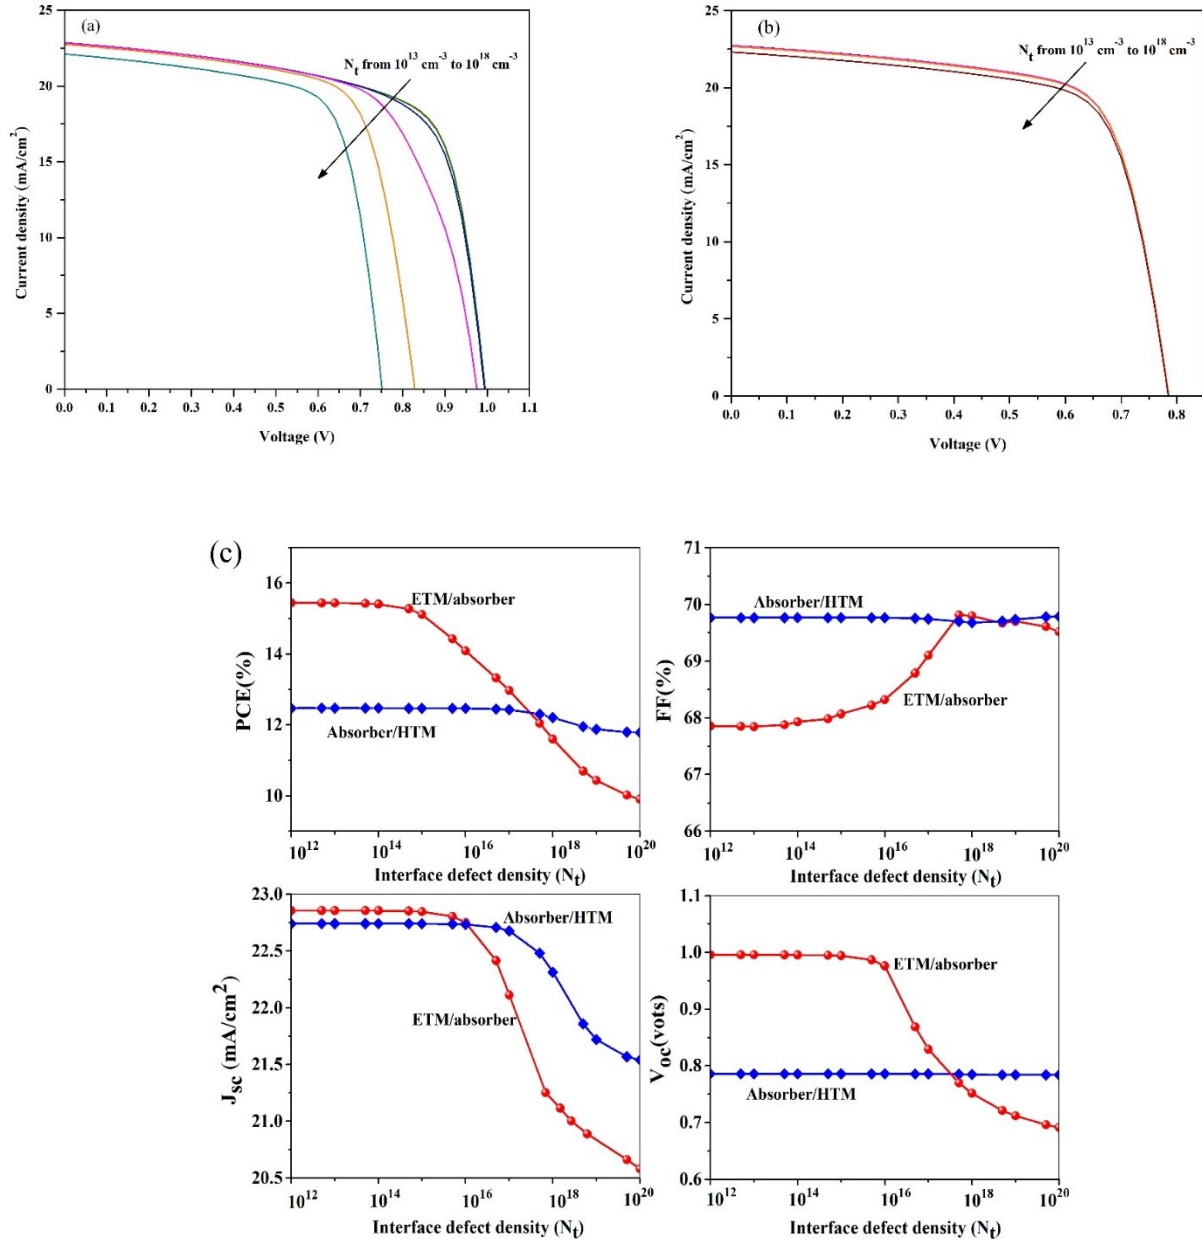 (a)
N_t from 10^13 cm^-3 to 10^18 cm^-3
Current density (mA/cm^2)
25
20
15
10
5
0
0.0 0.1 0.2 0.3 0.4 0.5 0.6 0.7 0.8 0.9 1.0 1.1
Voltage (V)
(b)
N_t from 10^13 cm^-3 to 10^18 cm^-3
Current density (mA/cm^2)
25
20
15
10
5
0
0.0 0.1 0.2 0.3 0.4 0.5 0.6 0.7 0.8
Voltage (V)
(c)
PCE(%)
16
14
12
10
ETM/absorber
Absorber/HTM
10^12 10^14 10^16 10^18 10^20
Interface defect density (N_t)
FF(%)
71
70
69
68
67
66
Absorber/HTM
ETM/absorber
10^12 10^14 10^16 10^18 10^20
Interface defect density (N_t)
J_SC (mA/cm^2)
23.0
22.5
22.0
21.5
21.0
20.5
Absorber/HTM
ETM/absorber
10^12 10^14 10^16 10^18 10^20
Interface defect density (N_t)
V_OC(vots)
1.1
1.0
0.9
0.8
0.7
0.6
ETM/absorber
Absorber/HTM
10^12 10^14 10^16 10^18 10^20
Interface defect density (N_t)